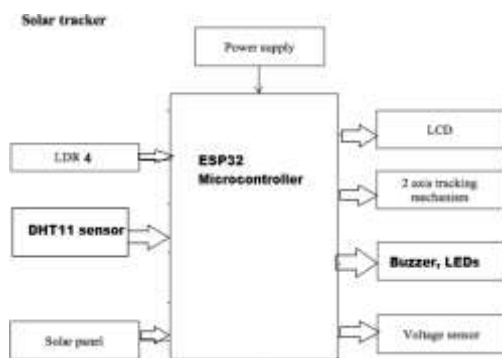 Solar tracker
Power supply
LDR 4
DHT11 sensor
Solar panel
ESP32
Microcontroller
LCD
2 axis tracking
mechanism
Buzzer, LEDs
Voltage sensor